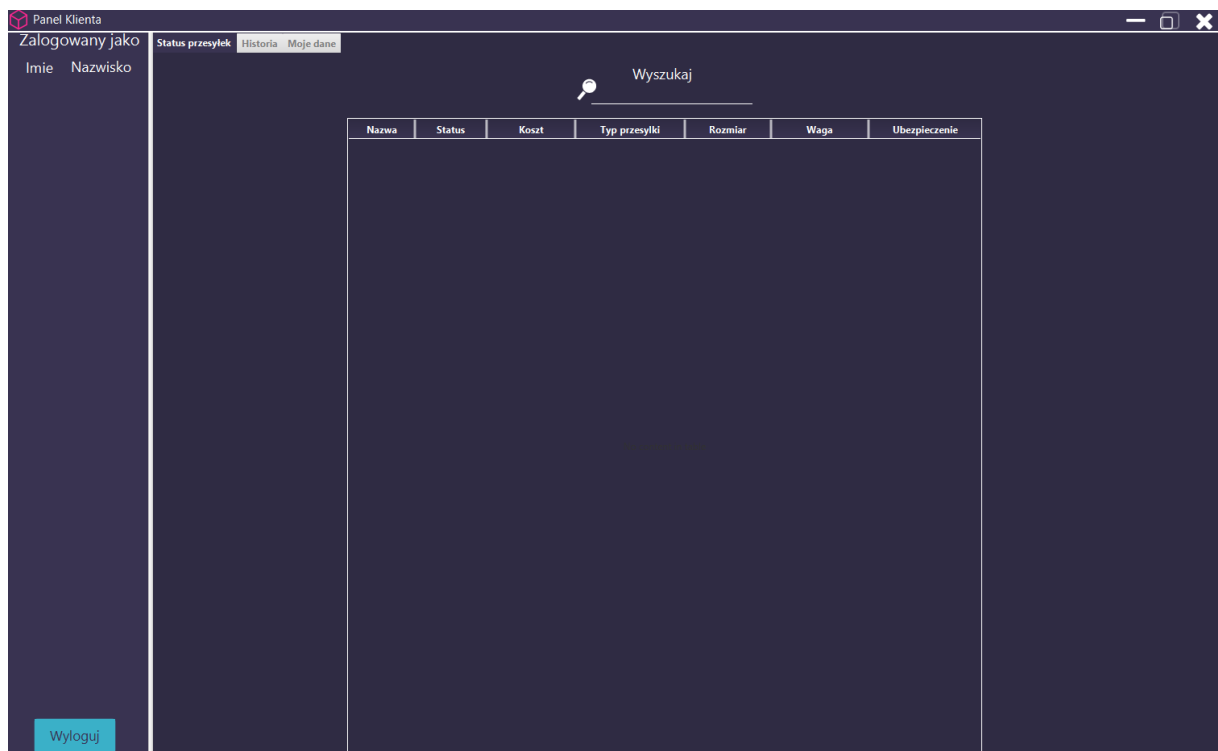 Panel Klienta
Zalogowany jako
Imie Nazwisko
Status przesyłek Historia Moje dane
Wyszukaj
Nazwa Status Koszt Typ przesylki Rozmiar Waga Ubezpieczenie
Wyloguj